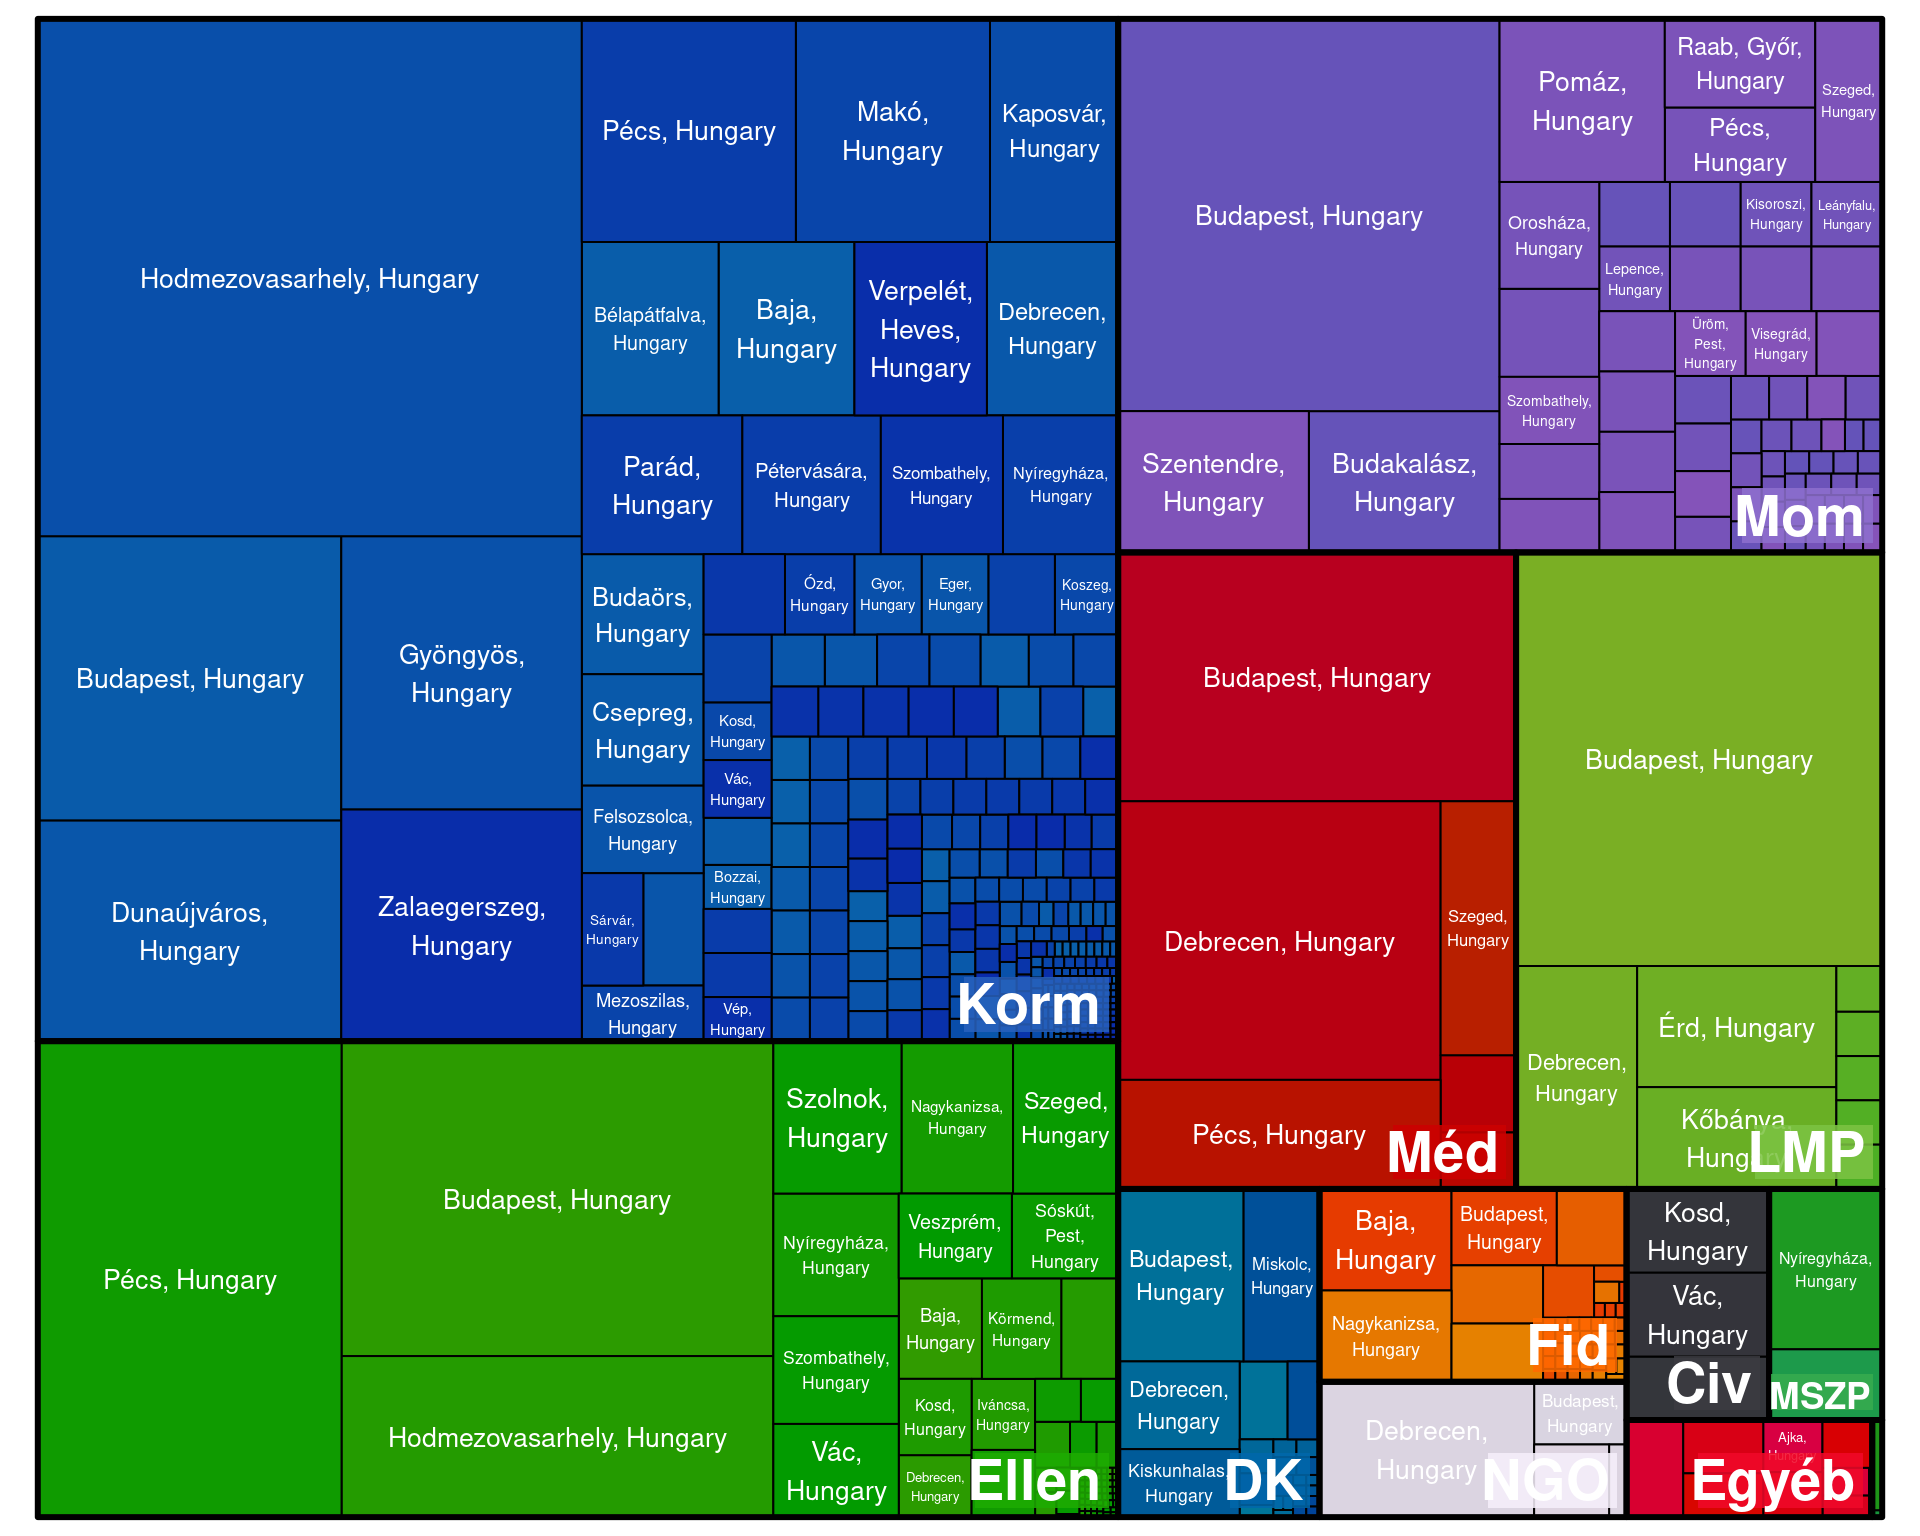 Hodmezovasarhely, Hungary
Pécs, Hungary
Makó,
Hungary
Kaposvár,
Hungary
Bélapátfalva,
Hungary
Baja,
Hungary
Verpelét,
Heves,
Hungary
Debrecen,
Hungary
Parád,
Hungary
Pétervására,
Hungary
Szombathely,
Hungary
Nyíregyháza,
Hungary
Budapest, Hungary
Gyöngyös,
Hungary
Dunaújváros,
Hungary
Zalaegerszeg,
Hungary
Budaörs,
Hungary
Ózd,
Hungary
Gyor,
Hungary
Eger,
Hungary
Koszeg,
Hungary
Csepreg,
Hungary
Kosd,
Hungary
Vác,
Hungary
Felsozsolca,
Hungary
Bozzai,
Hungary
Sárvár,
Hungary
Mezoszilas,
Hungary
Vép,
Hungary
Korm
Budapest, Hungary
Pomáz,
Hungary
Raab, Győr,
Hungary
Pécs,
Hungary
Szeged,
Hungary
Orosháza,
Hungary
Kisoroszi,
Hungary
Leányfalu,
Hungary
Lepence,
Hungary
Üröm,
Pest,
Hungary
Visegrád,
Hungary
Szombathely,
Hungary
Szentendre,
Hungary
Budakalász,
Hungary
Mom
Budapest, Hungary
Debrecen, Hungary
Szeged,
Hungary
Pécs, Hungary
Méd
Budapest, Hungary
Debrecen,
Hungary
Érd, Hungary
Kőbánya,
Hungary
LMP
Pécs, Hungary
Budapest, Hungary
Hodmezovasarhely, Hungary
Szolnok,
Hungary
Nagykanizsa,
Hungary
Szeged,
Hungary
Nyíregyháza,
Hungary
Veszprém,
Hungary
Sóskút,
Pest,
Hungary
Szombathely,
Hungary
Baja,
Hungary
Körmend,
Hungary
Vác,
Hungary
Kosd,
Hungary
Iváncsa,
Hungary
Debrecen,
Hungary
Ellen
Budapest,
Hungary
Miskolc,
Hungary
Debrecen,
Hungary
Kiskunhalas,
Hungary
DK
Baja,
Hungary
Budapest,
Hungary
Nagykanizsa,
Hungary
Fid
Debrecen,
Hungary
Budapest,
Hungary
NGO
Kosd,
Hungary
Vác,
Hungary
Civ
Nyíregyháza,
Hungary
MSZP
Ajka,
Hungary
Egyéb